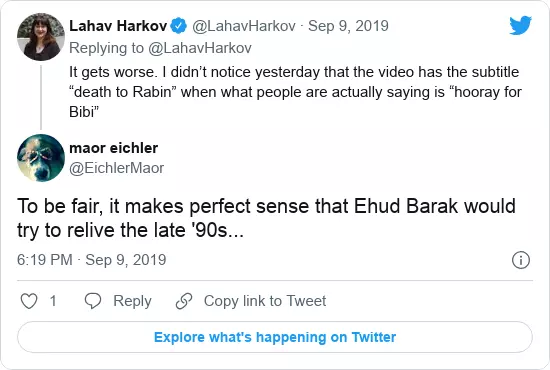 Lahav Harkov @LahavHarkov · Sep 9, 2019
Replying to @LahavHarkov
It gets worse. I didn’t notice yesterday that the video has the subtitle
“death to Rabin” when what people are actually saying is “hooray for
Bibi”
maor eichler
@EichlerMaor
To be fair, it makes perfect sense that Ehud Barak would
try to relive the late '90s...
6:19 PM · Sep 9, 2019
1 Reply Copy link to Tweet
Explore what's happening on Twitter